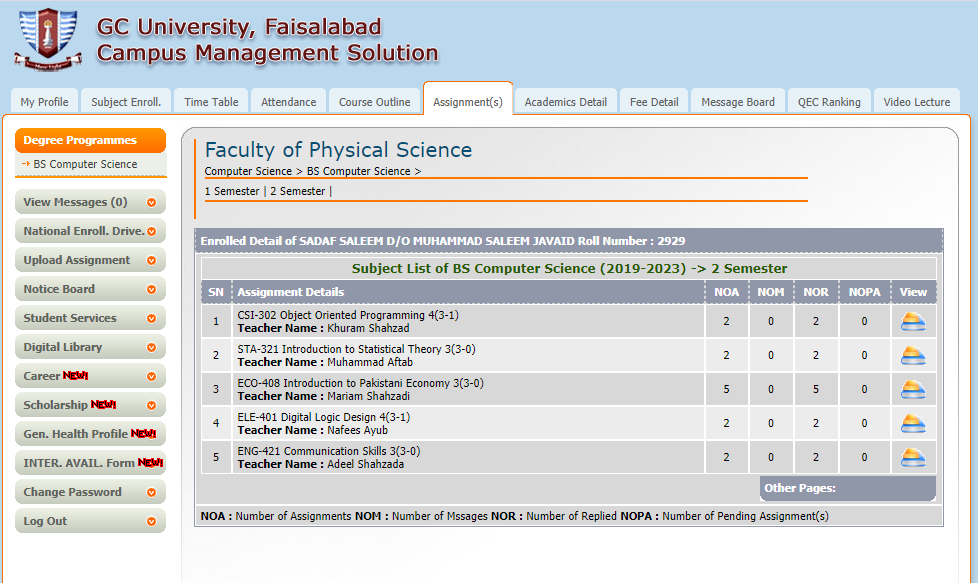 GC University, Faisalabad
Campus Management Solution
My Profile Subject Enroll. Time Table Attendance Course Outline Assignment(s) Academics Detail Fee Detail Message Board QEC Ranking Video Lecture
Degree Programmes
BS Computer Science
View Messages (0)
National Enroll. Drive.
Upload Assignment
Notice Board
Student Services
Digital Library
Career NEW!
Scholarship NEW!
Gen. Health Profile NEW!
INTER. AVAIL. Form NEW!
Change Password
Log Out
Faculty of Physical Science
Computer Science > BS Computer Science >
1 Semester | 2 Semester |
Enrolled Detail of SADAF SALEEM D/O MUHAMMAD SALEEM JAVAID Roll Number : 2929
Subject List of BS Computer Science (2019-2023) -> 2 Semester
SN Assignment Details NOA NOM NOR NOPA View
1 CSI-302 Object Oriented Programming 4(3-1) 2 0 2 0
Teacher Name : Khuram Shahzad
2 STA-321 Introduction to Statistical Theory 3(3-0) 2 0 2 0
Teacher Name : Muhammad Aftab
3 ECO-408 Introduction to Pakistani Economy 3(3-0) 5 0 5 0
Teacher Name : Mariam Shahzadi
4 ELE-401 Digital Logic Design 4(3-1) 2 0 2 0
Teacher Name : Nafees Ayub
5 ENG-421 Communication Skills 3(3-0) 2 0 2 0
Teacher Name : Adeel Shahzada
Other Pages:
NOA : Number of Assignments NOM : Number of Mssages NOR : Number of Replied NOPA : Number of Pending Assignment(s)